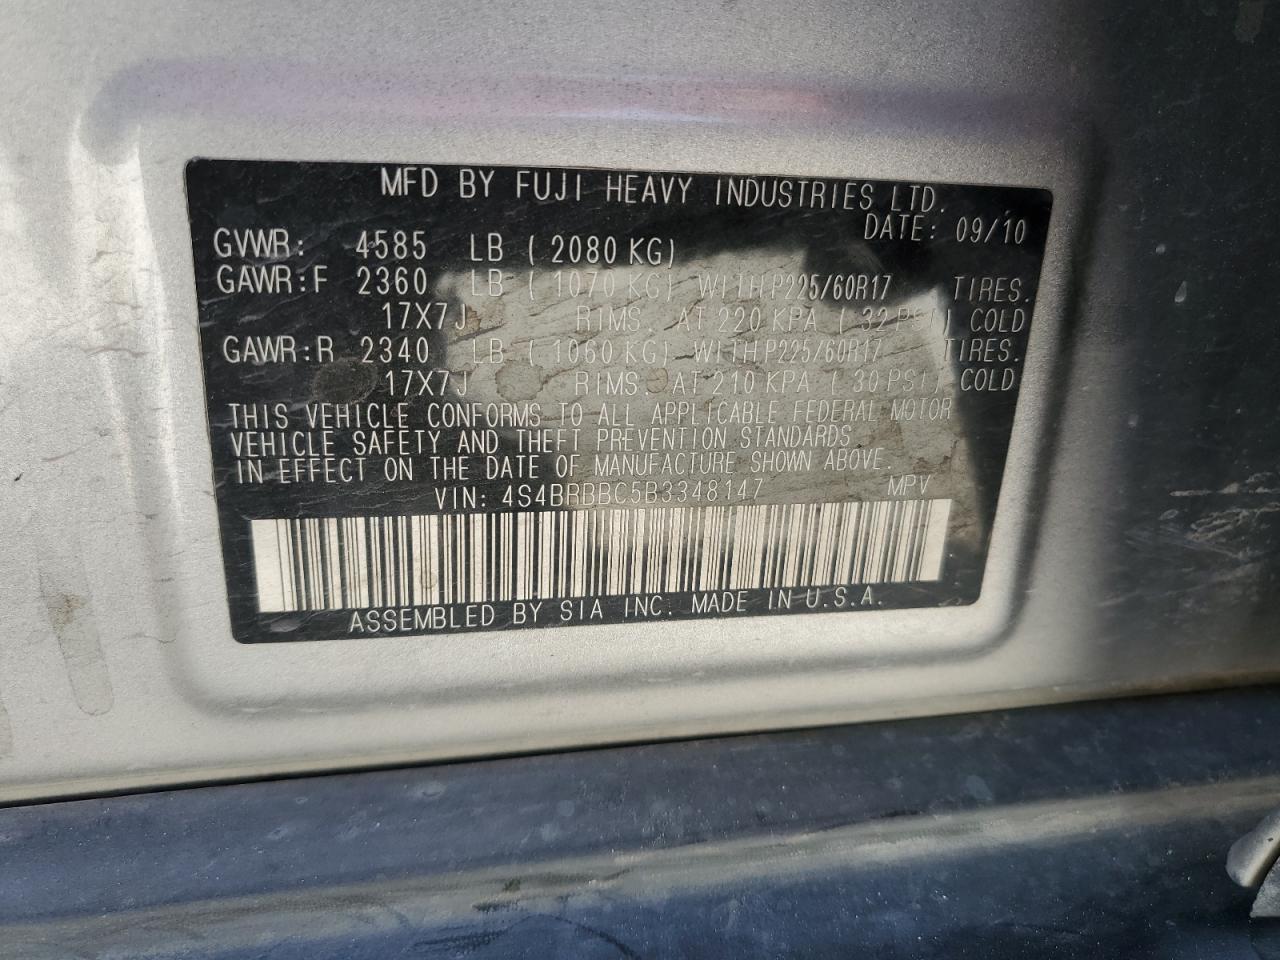 MFD BY FUJI HEAVY INDUSTRIES LTD.
DATE: 09/10
GVWR: 4585 LB ( 2080 KG)
GAWR:F 2360 LB ( 1070 KG) WITH P225/60R17 TIRES.
17X7J RIMS. AT 220 KPA ( 32 PSI) COLD
GAWR:R 2340 LB ( 1060 KG) WITH P225/60R17 TIRES.
17X7J RIMS. AT 210 KPA ( 30 PSI) COLD
THIS VEHICLE CONFORMS TO ALL APPLICABLE FEDERAL MOTOR
VEHICLE SAFETY AND THEFT PREVENTION STANDARDS
IN EFFECT ON THE DATE OF MANUFACTURE SHOWN ABOVE.
VIN: 4S4BRBBC5B3348147 MPV
ASSEMBLED BY SIA INC. MADE IN U.S.A.